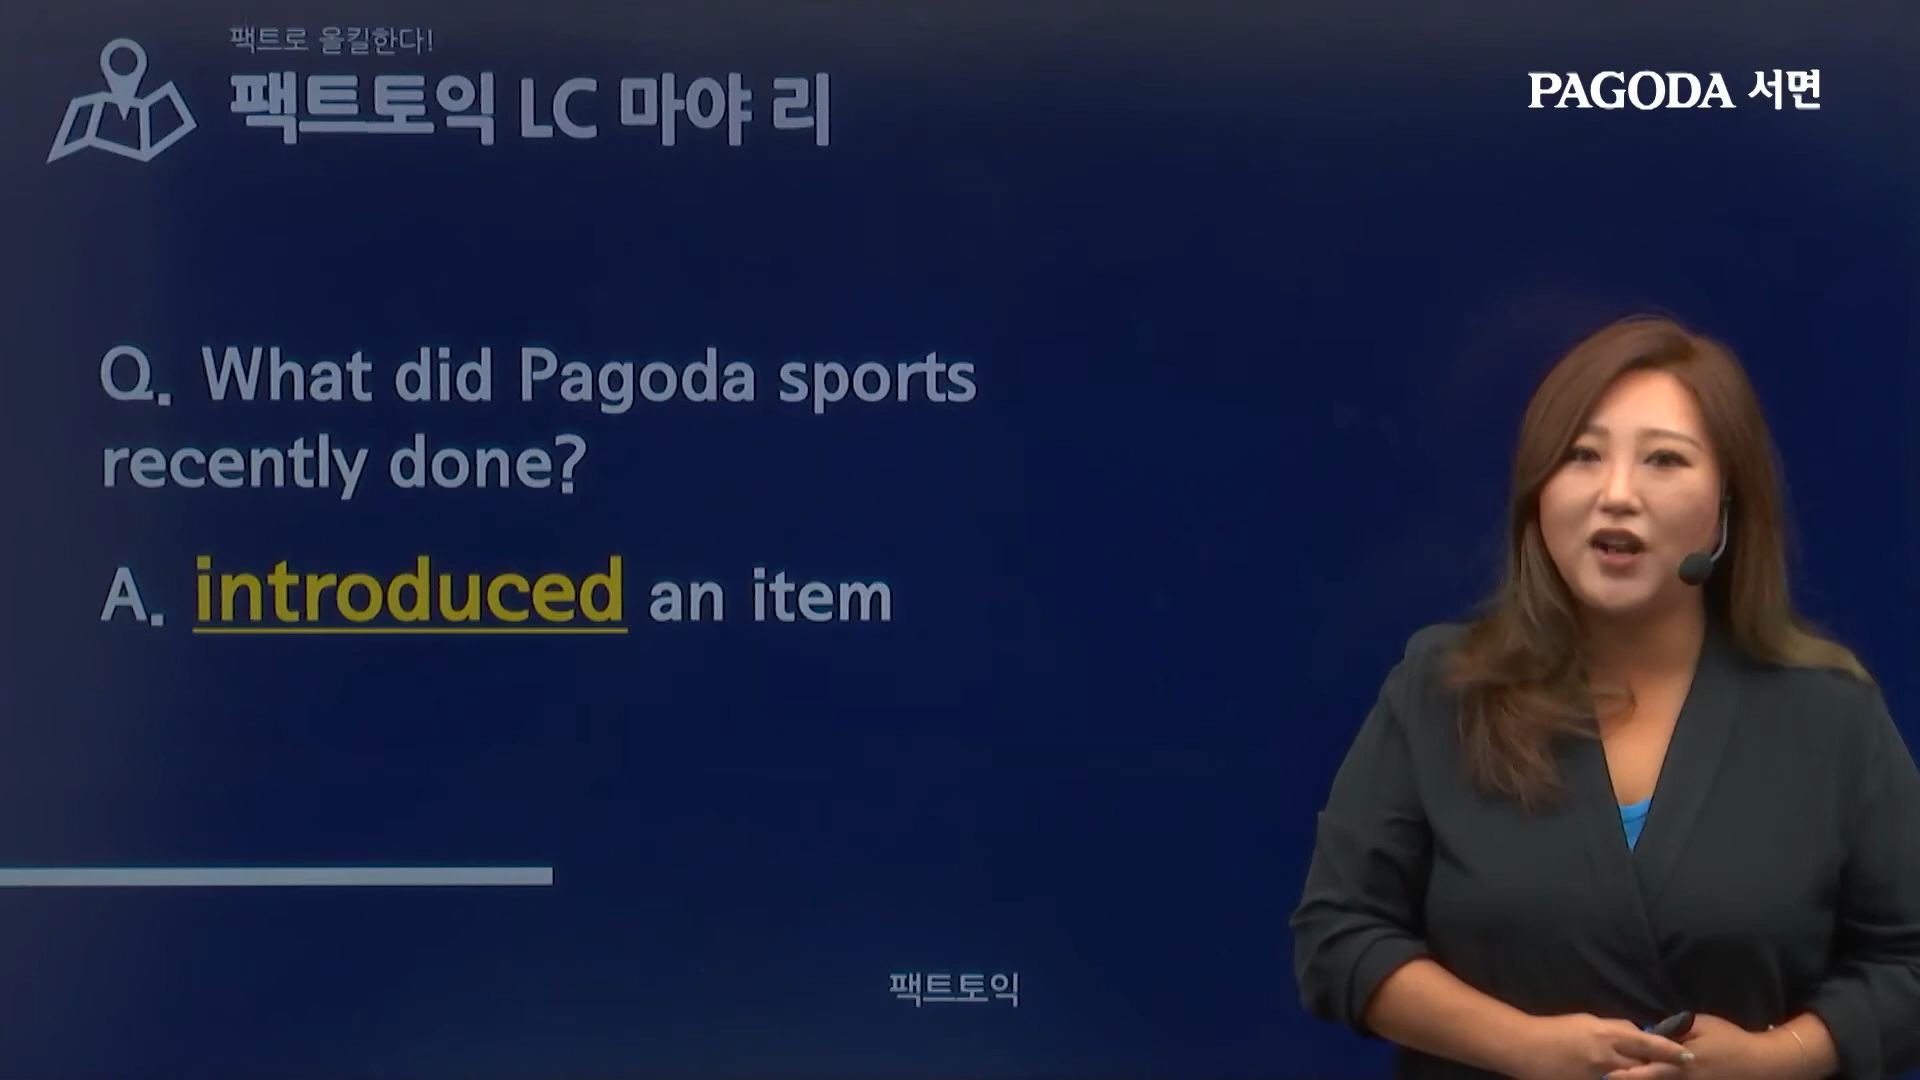 팩트로 올킬한다!
팩트토익 LC 마야 리
PAGODA 서면
Q. What did Pagoda sports
recently done?
A. introduced an item
팩트토익